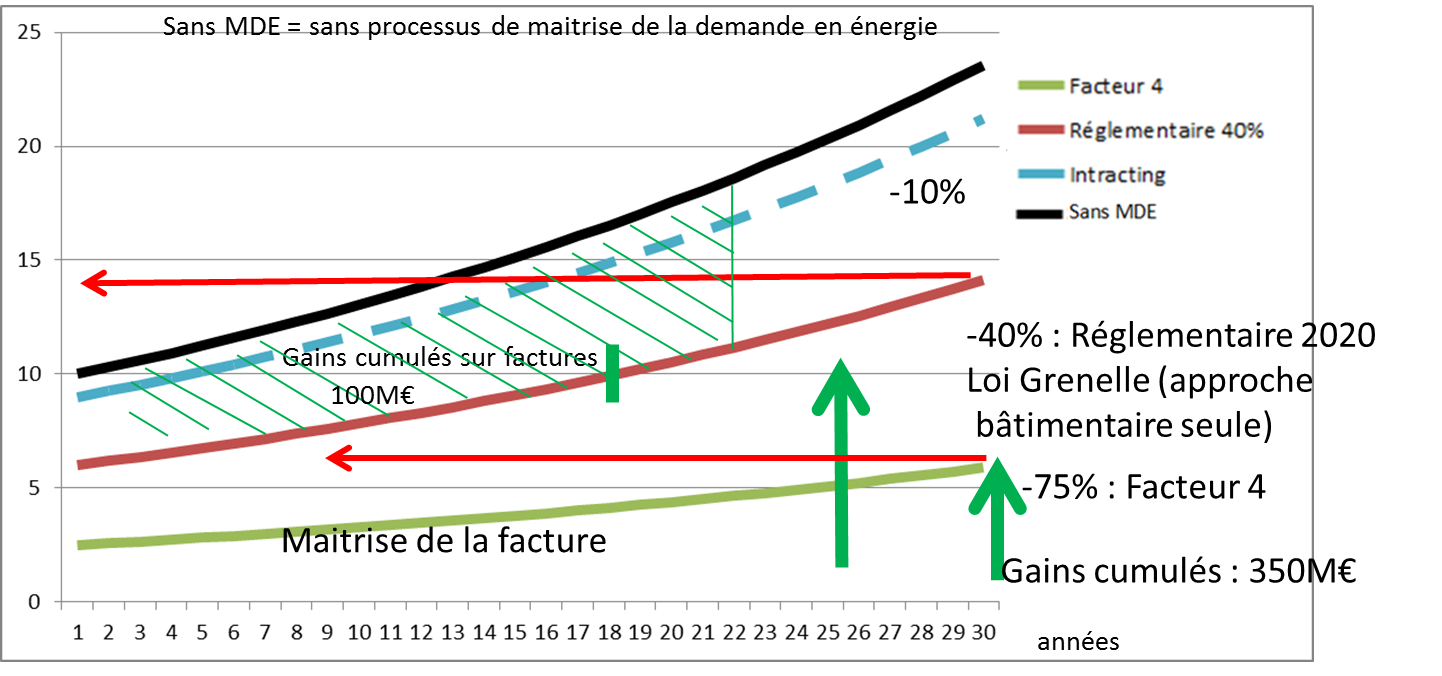 Sans MDE = sans processus de maitrise de la demande en énergie
25
20
15
10
5
0
Facteur 4
Réglementaire 40%
Intracting
Sans MDE
-10%
Gains cumulés sur factures
100M€
-40% : Réglementaire 2020
Loi Grenelle (approche
bâtimentaire seule)
-75% : Facteur 4
Maitrise de la facture
Gains cumulés : 350M€
1 2 3 4 5 6 7 8 9 10 11 12 13 14 15 16 17 18 19 20 21 22 23 24 25 26 27 28 29 30
années